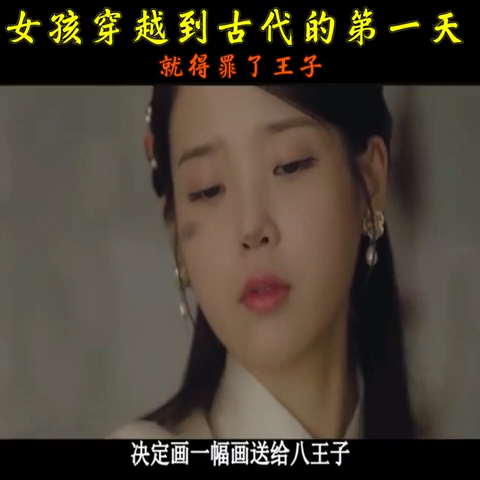 女孩穿越到古代的第一天
就得罪了王子
决定画一幅画送给八王子